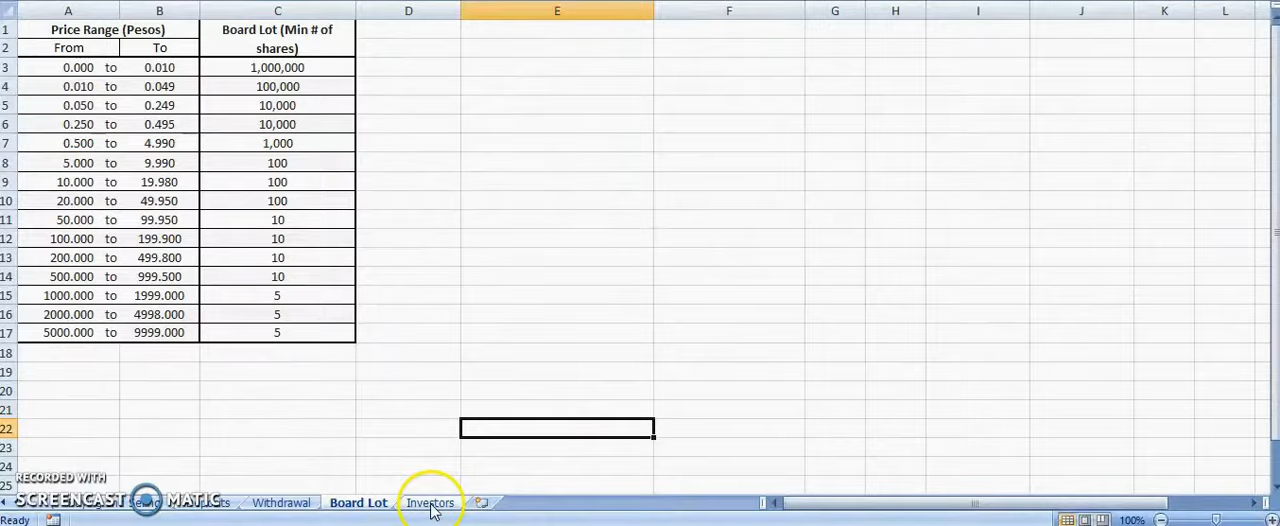 A B C D E F G H I J K L
1 Price Range (Pesos) Board Lot (Min # of
2 From To shares)
3 0.000 to 0.010 1,000,000
4 0.010 to 0.049 100,000
5 0.050 to 0.249 10,000
6 0.250 to 0.495 10,000
7 0.500 to 4.990 1,000
8 5.000 to 9.990 100
9 10.000 to 19.980 100
10 20.000 to 49.950 100
11 50.000 to 99.950 10
12 100.000 to 199.900 10
13 200.000 to 499.800 10
14 500.000 to 999.500 10
15 1000.000 to 1999.000 5
16 2000.000 to 4998.000 5
17 5000.000 to 9999.000 5
18
19
20
21
22
23
24
25
RECORDED WITH
SCREENCAST MATIC
Withdrawal Board Lot Investors
Ready 100%